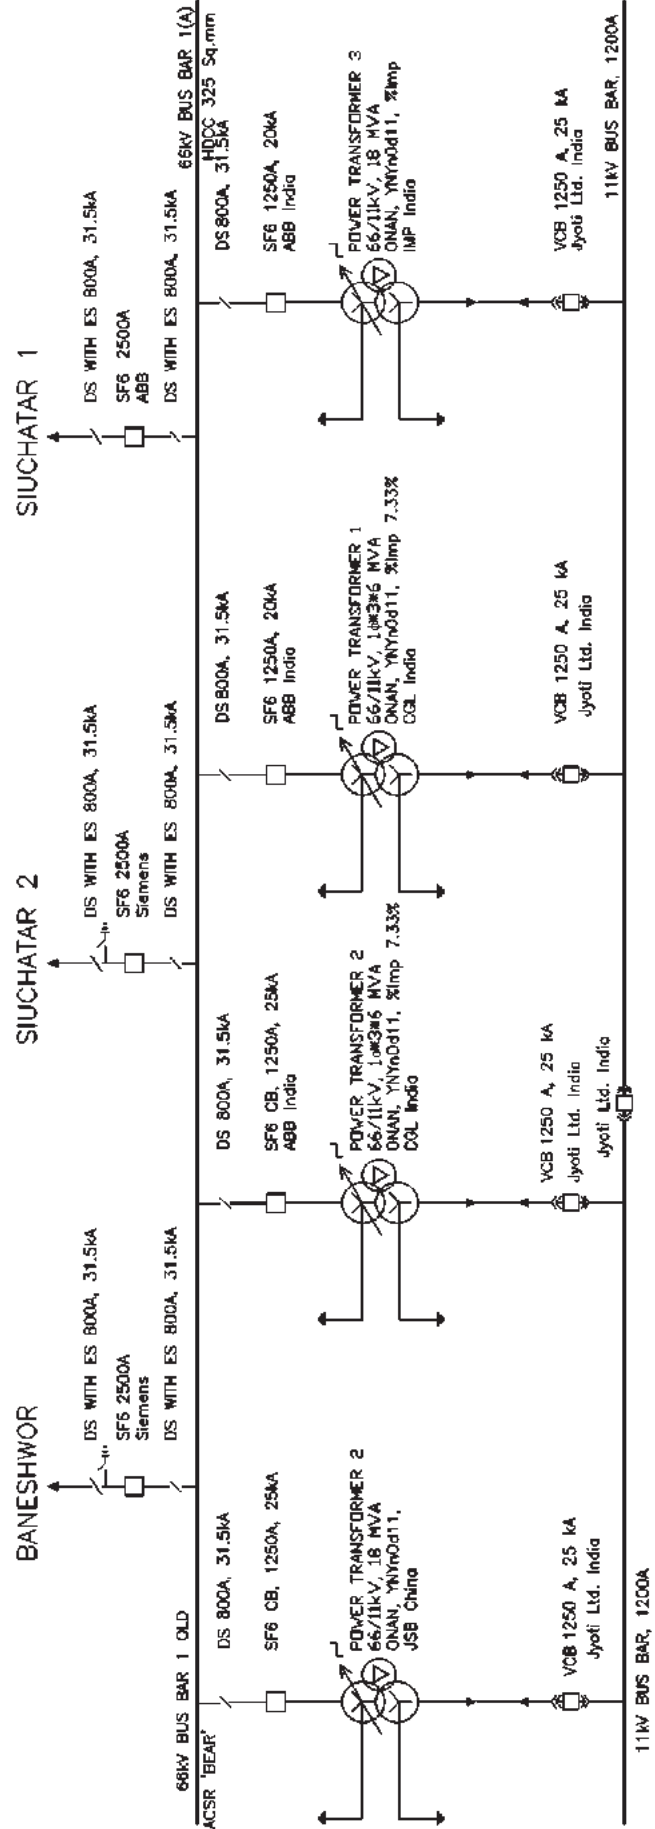 BANESHWOR
DS WITH ES 800A, 31.5kA
SF6 2500A
Siemens
DS WITH ES 800A, 31.5kA
SIUCHATAR 2
DS WITH ES 800A, 31.5kA
SF6 2500A
Siemens
DS WITH ES 800A, 31.5kA
SIUCHATAR 1
DS WITH ES 800A, 31.5kA
SF6 2500A
ABB
DS WITH ES 800A, 31.5kA
66kV BUS BAR 1 OLD
ACSR 'BEAR'
66kV BUS BAR 1(A)
HDCC 325 Sq.mm
DS 800A, 31.5kA
SF6 CB, 1250A, 25kA
POWER TRANSFORMER 2
66/11kV, 18 MVA
ONAN, YNYn0d11,
JSB China
VCB 1250 A, 25 kA
Jyoti Ltd. India
DS 800A, 31.5kA
SF6 CB, 1250A, 25kA
ABB India
POWER TRANSFORMER 2
66/11kV, 1ø*3*6 MVA
ONAN, YNYn0d11, %Imp 7.33%
CGL India
VCB 1250 A, 25 kA
Jyoti Ltd. India
Jyoti Ltd. India
DS 800A, 31.5kA
SF6 1250A, 20kA
ABB India
POWER TRANSFORMER 1
66/11kV, 1ø*3*6 MVA
ONAN, YNYn0d11, %Imp 7.33%
CGL India
VCB 1250 A, 25 kA
Jyoti Ltd. India
DS 800A, 31.5kA
SF6 1250A, 20kA
ABB India
POWER TRANSFORMER 3
66/11kV, 18 MVA
ONAN, YNYn0d11, %Imp
IMP India
VCB 1250 A, 25 kA
Jyoti Ltd. India
11kV BUS BAR, 1200A
11kV BUS BAR, 1200A